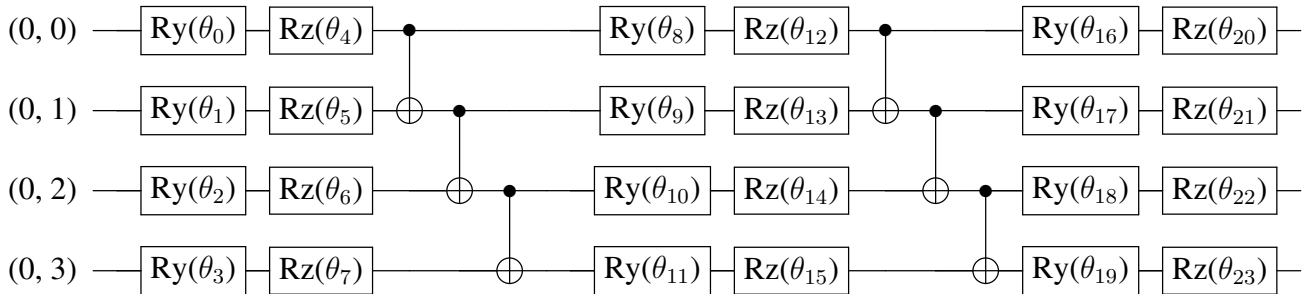 (0, 0) Ry(θ₀) Rz(θ₄) Ry(θ₈) Rz(θ₁₂) Ry(θ₁₆) Rz(θ₂₀)
(0, 1) Ry(θ₁) Rz(θ₅) Ry(θ₉) Rz(θ₁₃) Ry(θ₁₇) Rz(θ₂₁)
(0, 2) Ry(θ₂) Rz(θ₆) Ry(θ₁₀) Rz(θ₁₄) Ry(θ₁₈) Rz(θ₂₂)
(0, 3) Ry(θ₃) Rz(θ₇) Ry(θ₁₁) Rz(θ₁₅) Ry(θ₁₉) Rz(θ₂₃)